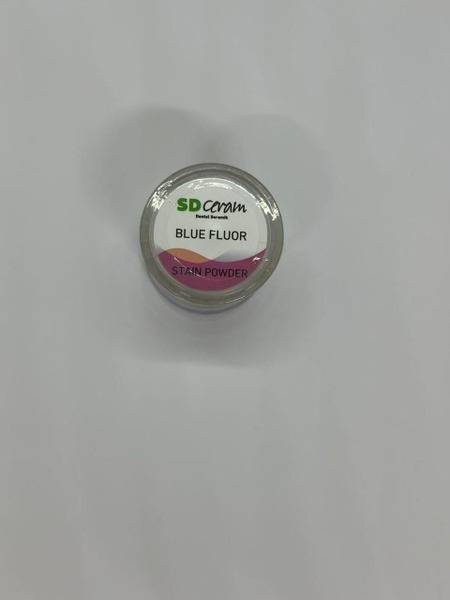 SD Ceram
Dental Seramik
BLUE FLUOR
STAIN POWDER